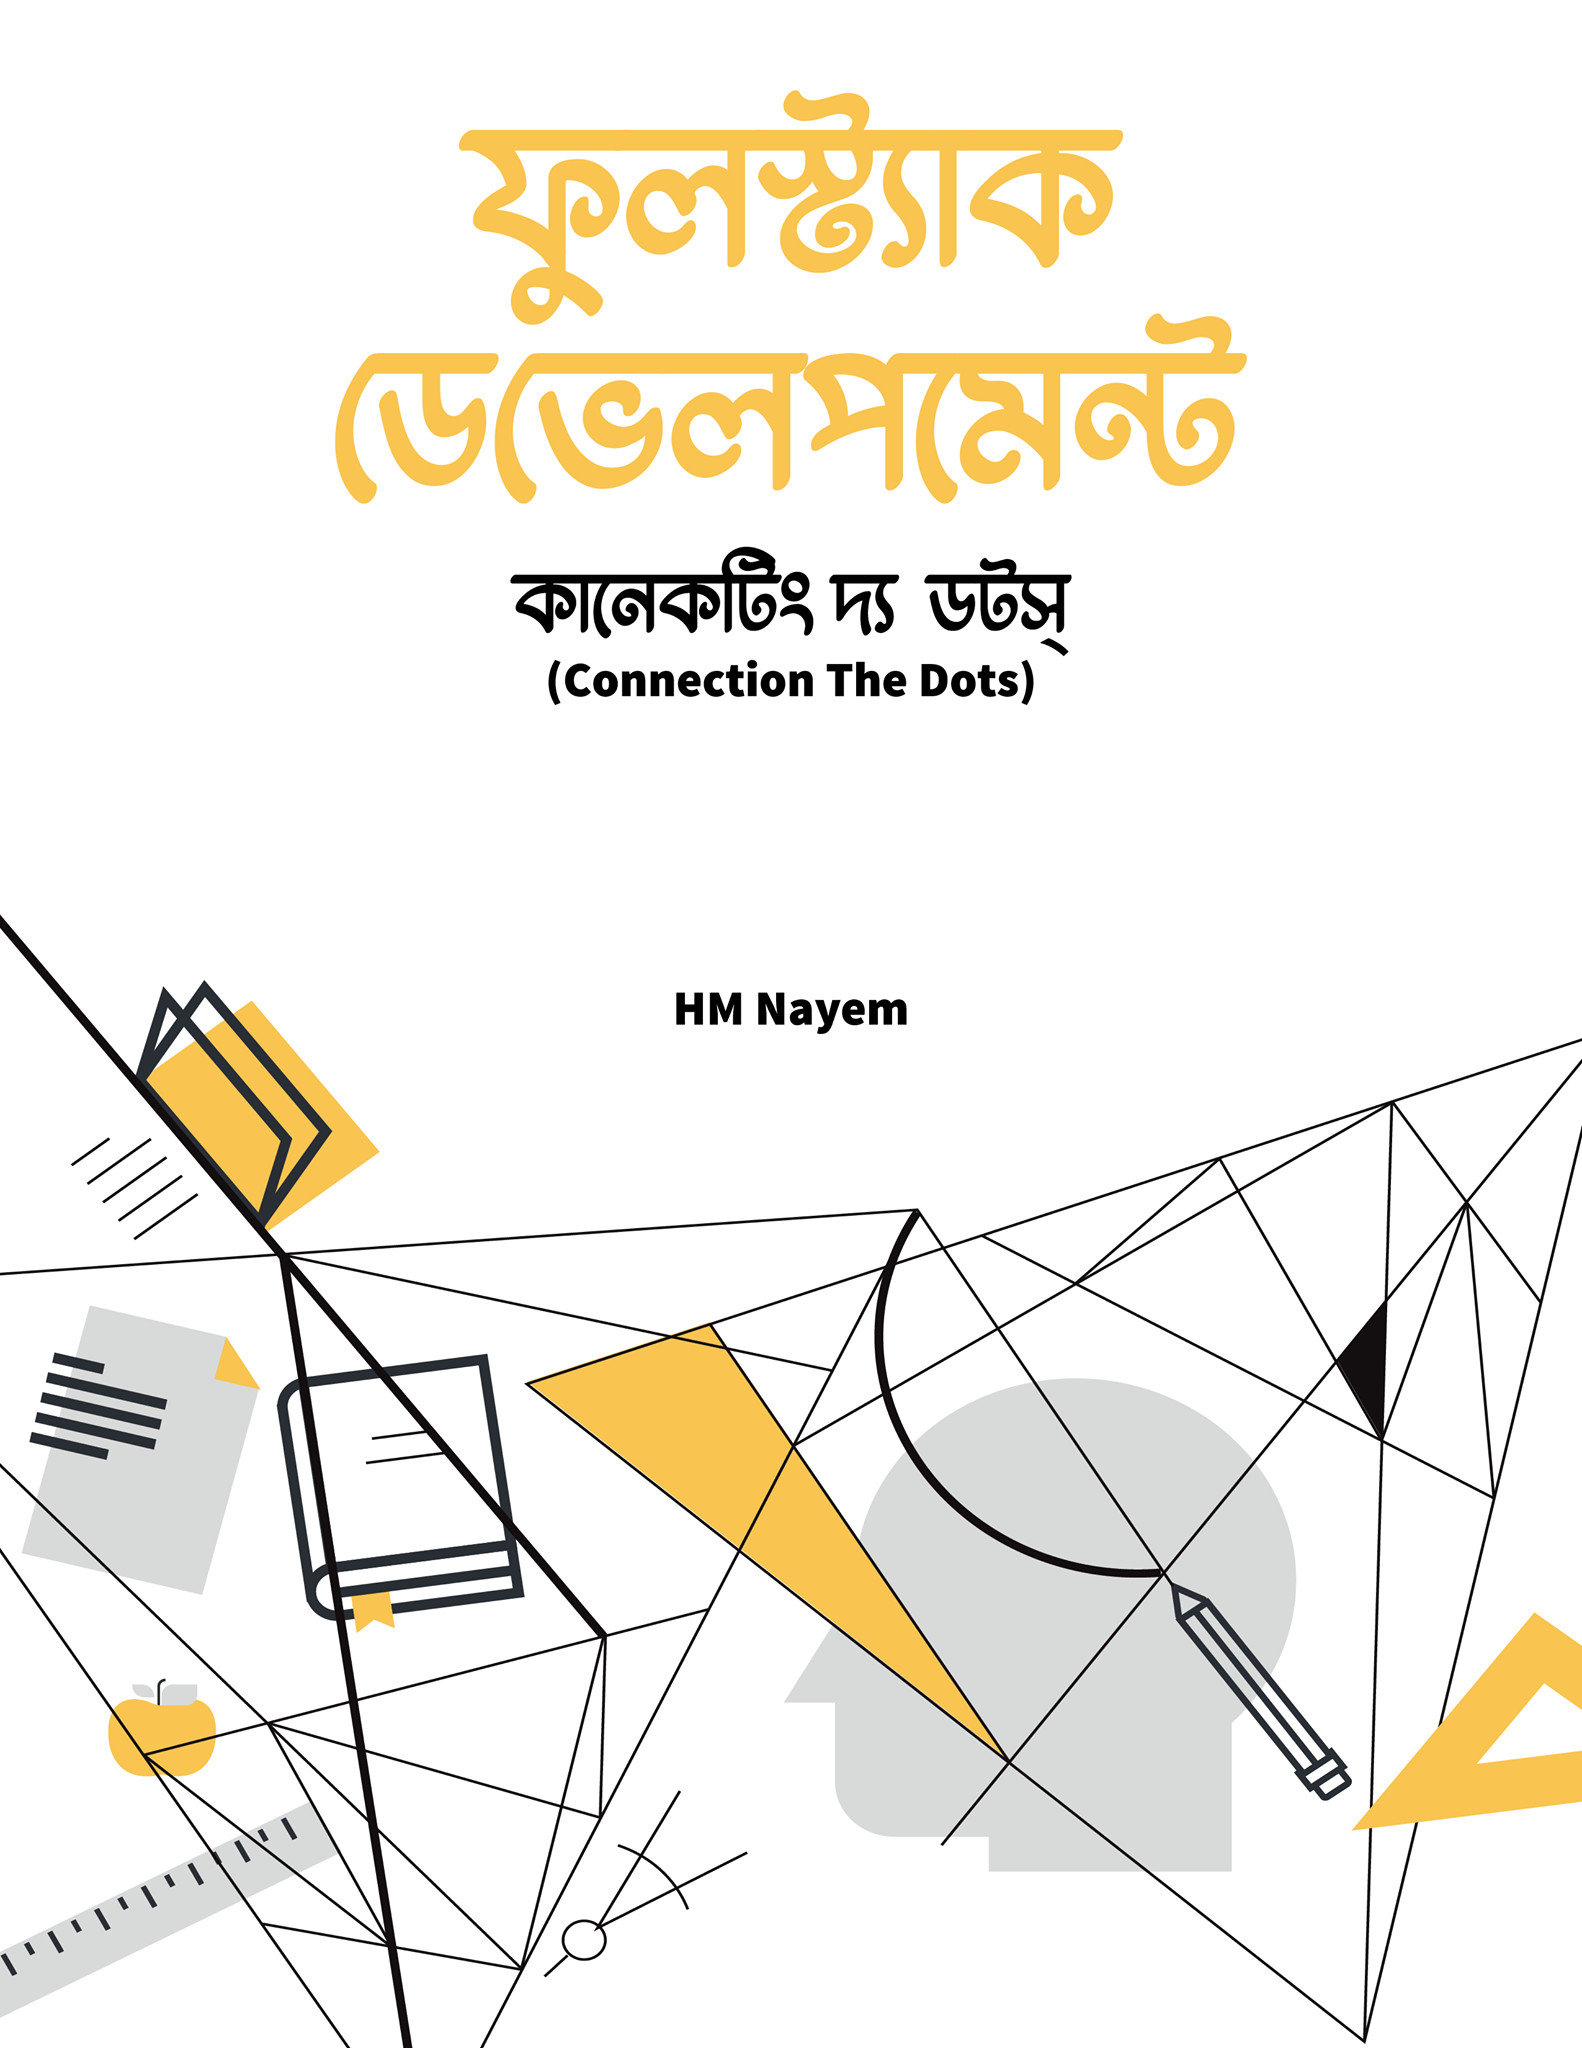 ফুলস্ট্যাক
ডেভেলপমেন্ট
কানেকটিং দ্য ডটস্
(Connection The Dots)
HM Nayem